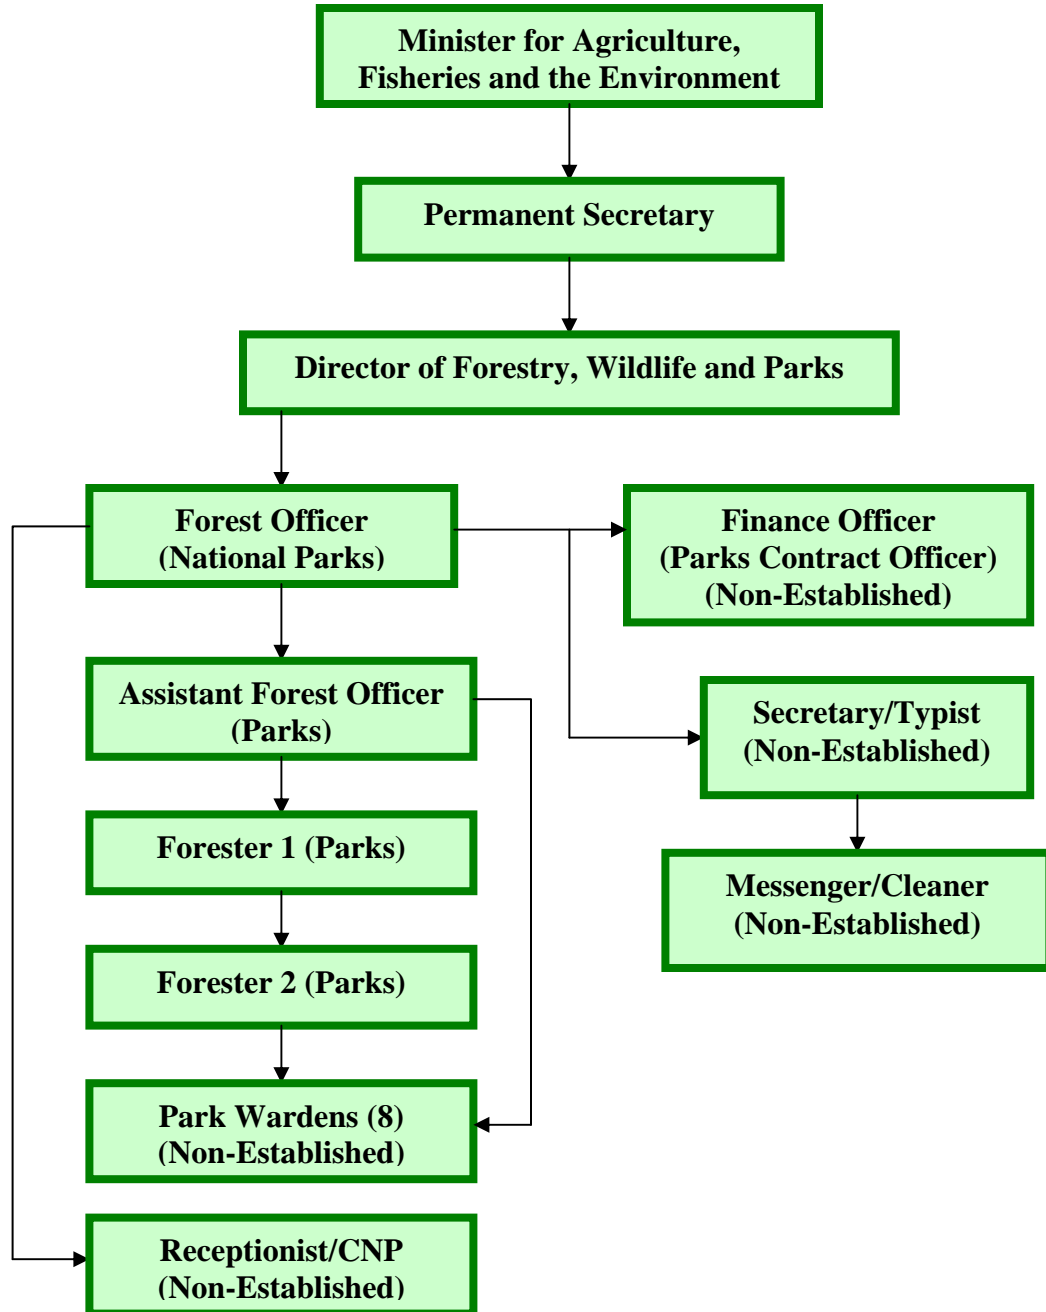 Minister for Agriculture,
Fisheries and the Environment
Permanent Secretary
Director of Forestry, Wildlife and Parks
Forest Officer
(National Parks)
Finance Officer
(Parks Contract Officer)
(Non-Established)
Assistant Forest Officer
(Parks)
Secretary/Typist
(Non-Established)
Forester 1 (Parks)
Messenger/Cleaner
(Non-Established)
Forester 2 (Parks)
Park Wardens (8)
(Non-Established)
Receptionist/CNP
(Non-Established)